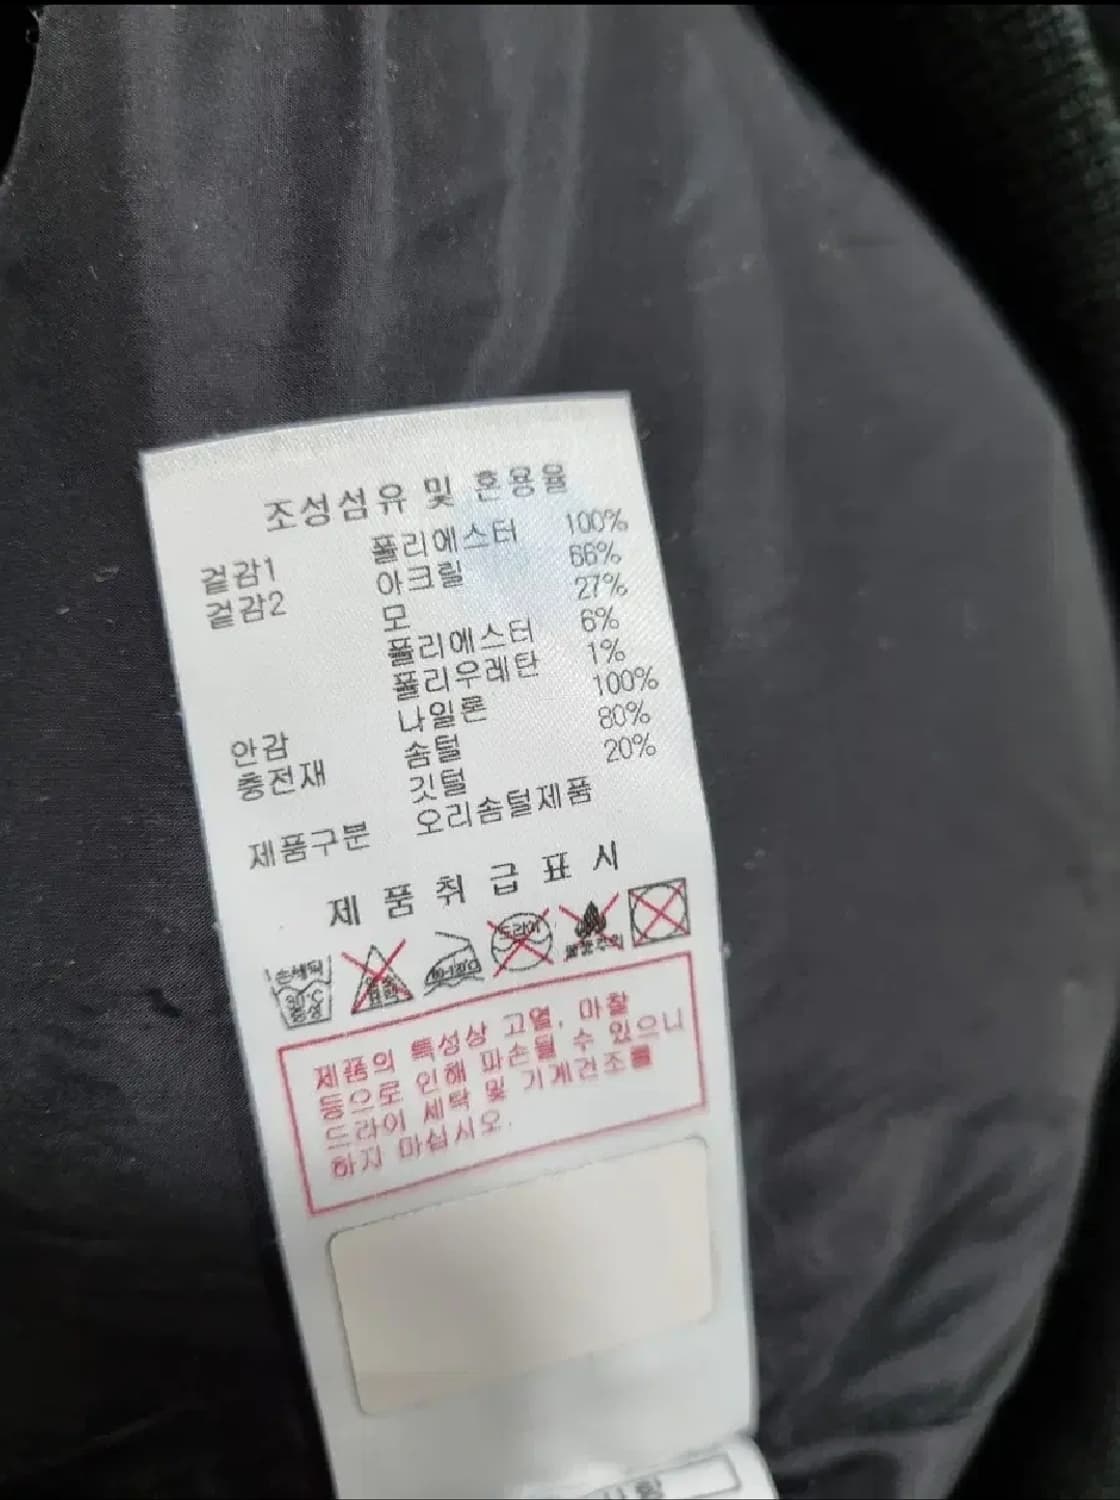 조성섬유 및 혼용율
겉감1 폴리에스터 100%
겉감2 아크릴 66%
모 27%
폴리에스터 6%
폴리우레탄 1%
안감 나일론 100%
충전재 솜털 80%
깃털 20%
제품구분 오리솜털제품
제 품 취 급 표 시
손세탁
30℃
중성
드라이
제품의 특성상 고열, 마찰
등으로 인해 파손될 수 있으니
드라이 세탁 및 기계건조를
하지 마십시오.